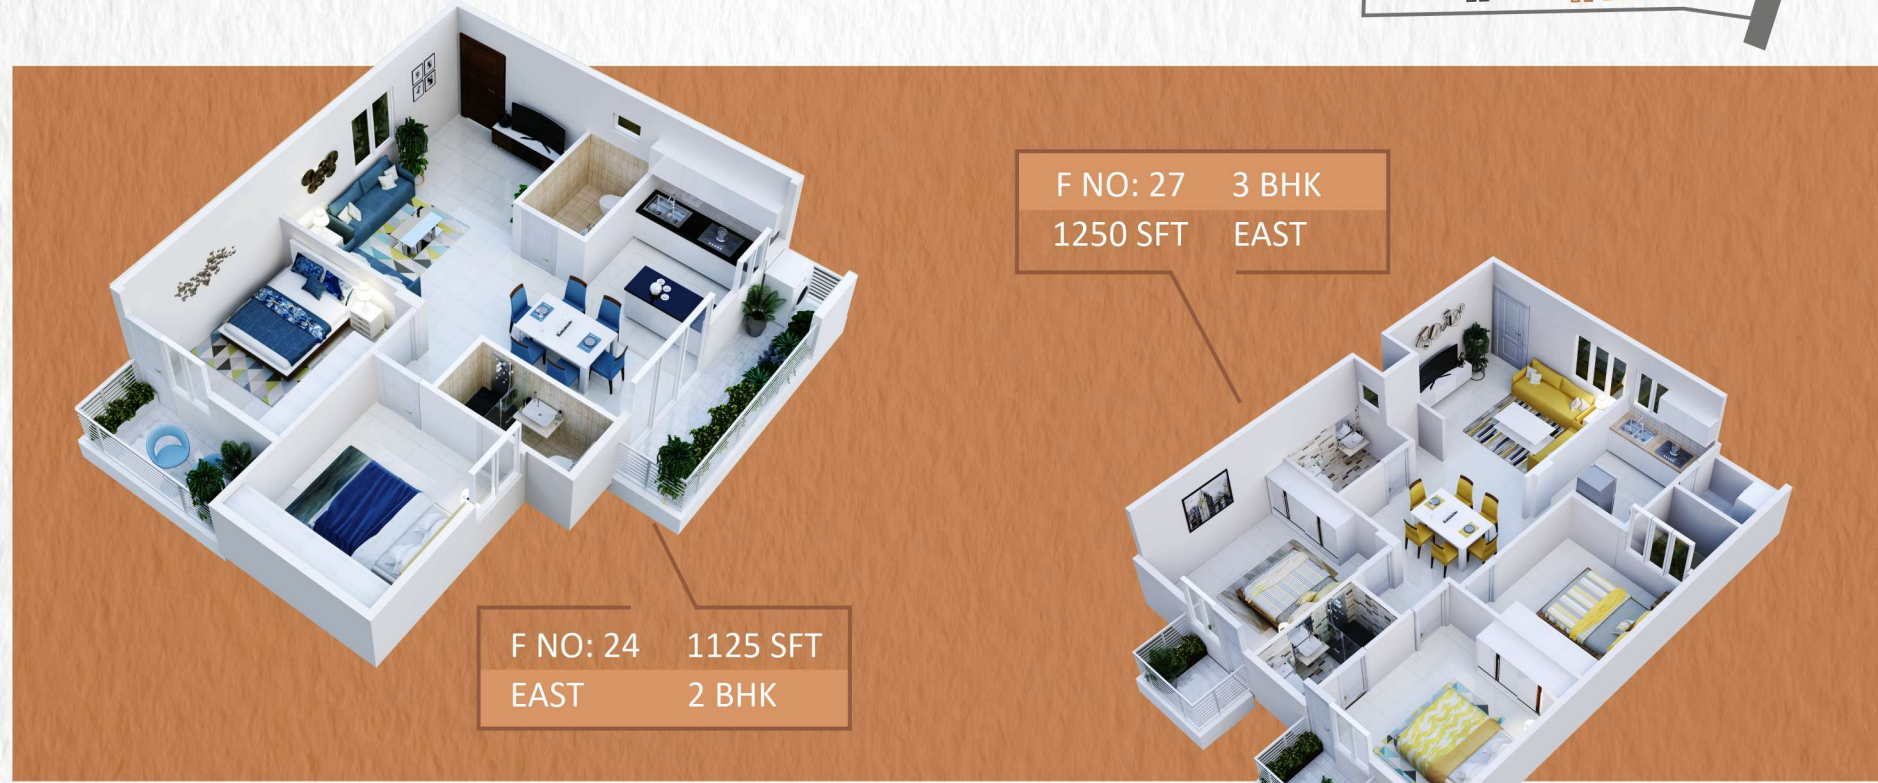 F NO: 27 3 BHK
1250 SFT EAST
F NO: 24 1125 SFT
EAST 2 BHK